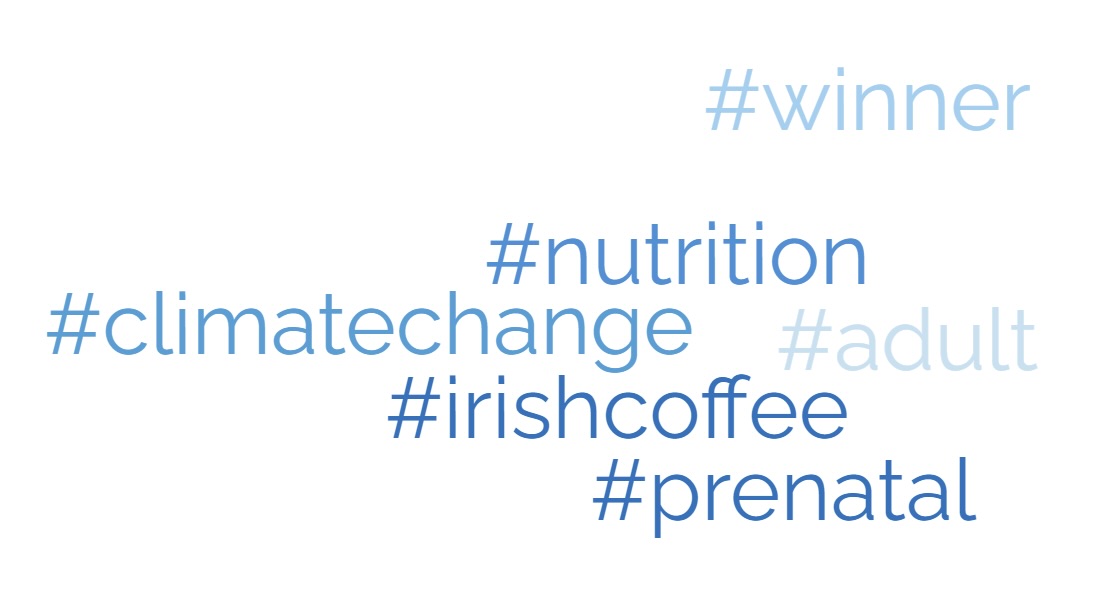 #winner
#nutrition
#climatechange
#adult
#irishcoffee
#prenatal